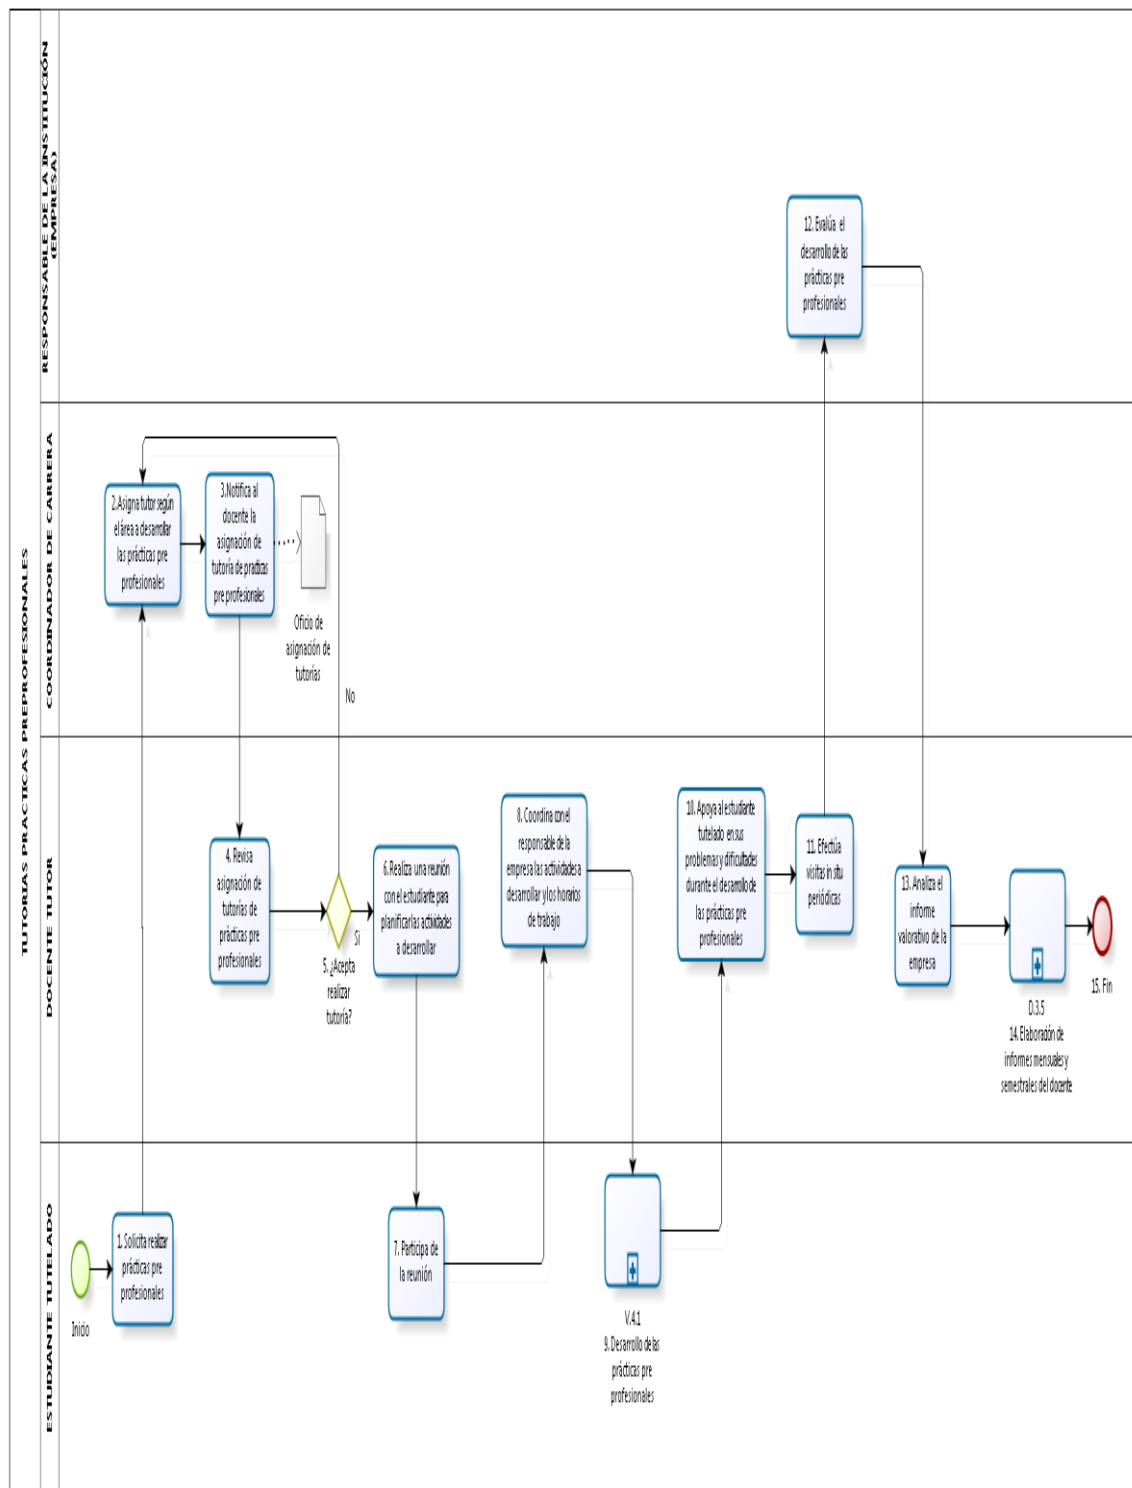 TUTORIAS PRÁCTICAS PREPROFESIONALES
RESPONSABLE DE LA INSTITUCIÓN
(EMPRESA)
12. Evalúa el
desarrollo de las
prácticas pre
profesionales
COORDINADOR DE CARRERA
2.Asigna tutor según
el área a desarrollar
las prácticas pre
profesionales
3.Notifica al
docente la
asignación de
tutoría de practicas
pre profesionales
Oficio de
asignación de
tutorías
No
DOCENTE TUTOR
4. Revisa
asignación de
tutorías de
prácticas pre
profesionales
5. ¿Acepta
realizar
tutoría?
Si
6.Realiza una reunión
con el estudiante para
planificar las actividades
a desarrollar
8. Coordina con el
responsable de la
empresa las actividades a
desarrollar y los horarios
de trabajo
10. Apoya al estudiante
tutelado en sus
problemas y dificultades
durante el desarrollo de
las prácticas pre
profesionales
11. Efectúa
visitas in situ
periódicas
13. Analiza el
informe
valorativo de la
empresa
D.3.5
14. Elaboración de
informes mensuales y
semestrales del docente
15. Fin
ESTUDIANTE TUTELADO
Inicio
1. Solicita realizar
prácticas pre
profesionales
7. Participa de
la reunión
V.4.1
9. Desarrollo de las
prácticas pre
profesionales